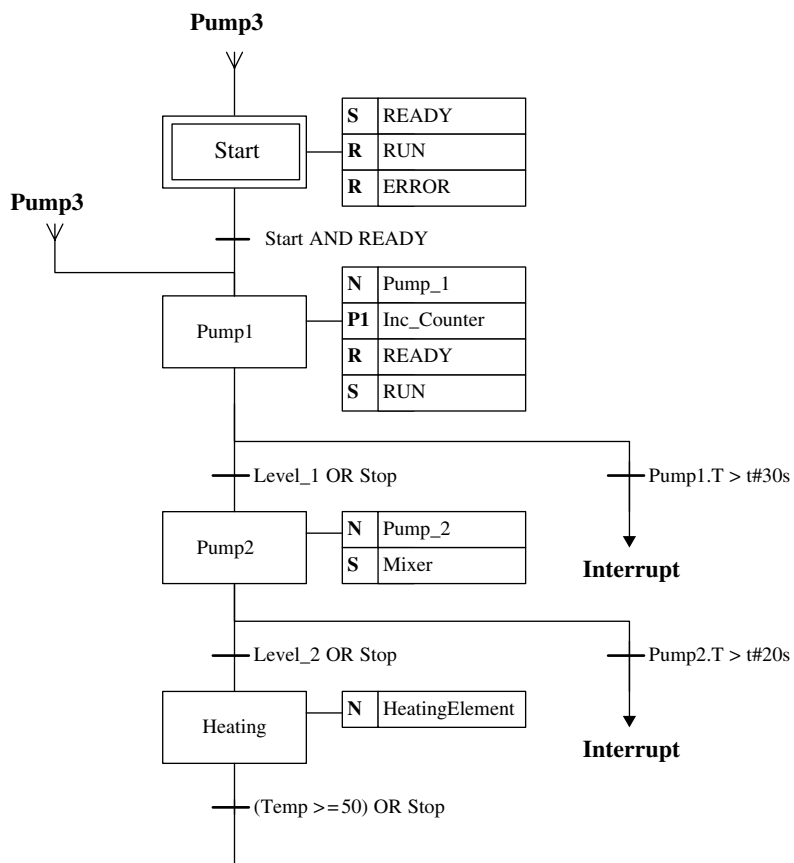 Pump3
S READY
Start R RUN
R ERROR
Pump3
Start AND READY
N Pump_1
Pump1 P1 Inc_Counter
R READY
S RUN
Level_1 OR Stop Pump1.T > t#30s
Pump2 N Pump_2
S Mixer
Interrupt
Level_2 OR Stop Pump2.T > t#20s
Heating N HeatingElement
Interrupt
(Temp >=50) OR Stop